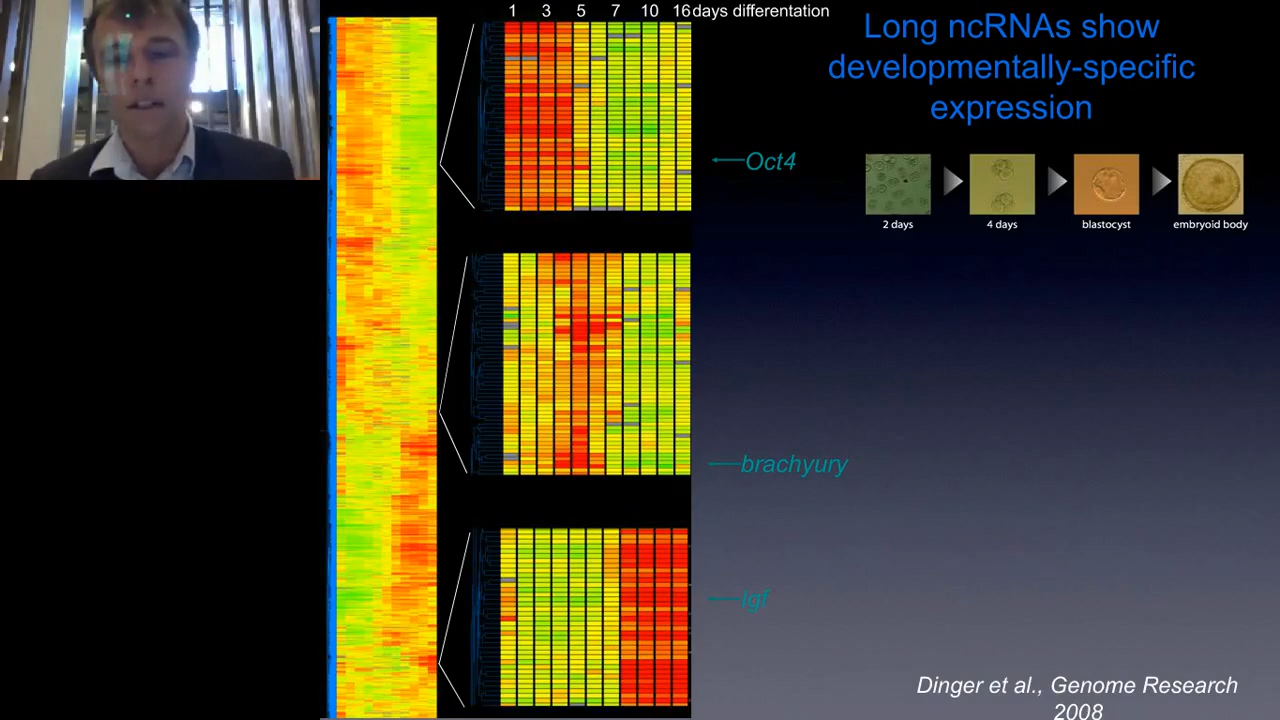 1 3 5 7 10 16 days differentation
Long ncRNAs show
developmentally-specific
expression
Oct4
2 days 4 days blastocyst embryoid body
brachyury
Igf
Dinger et al., Genome Research
2008